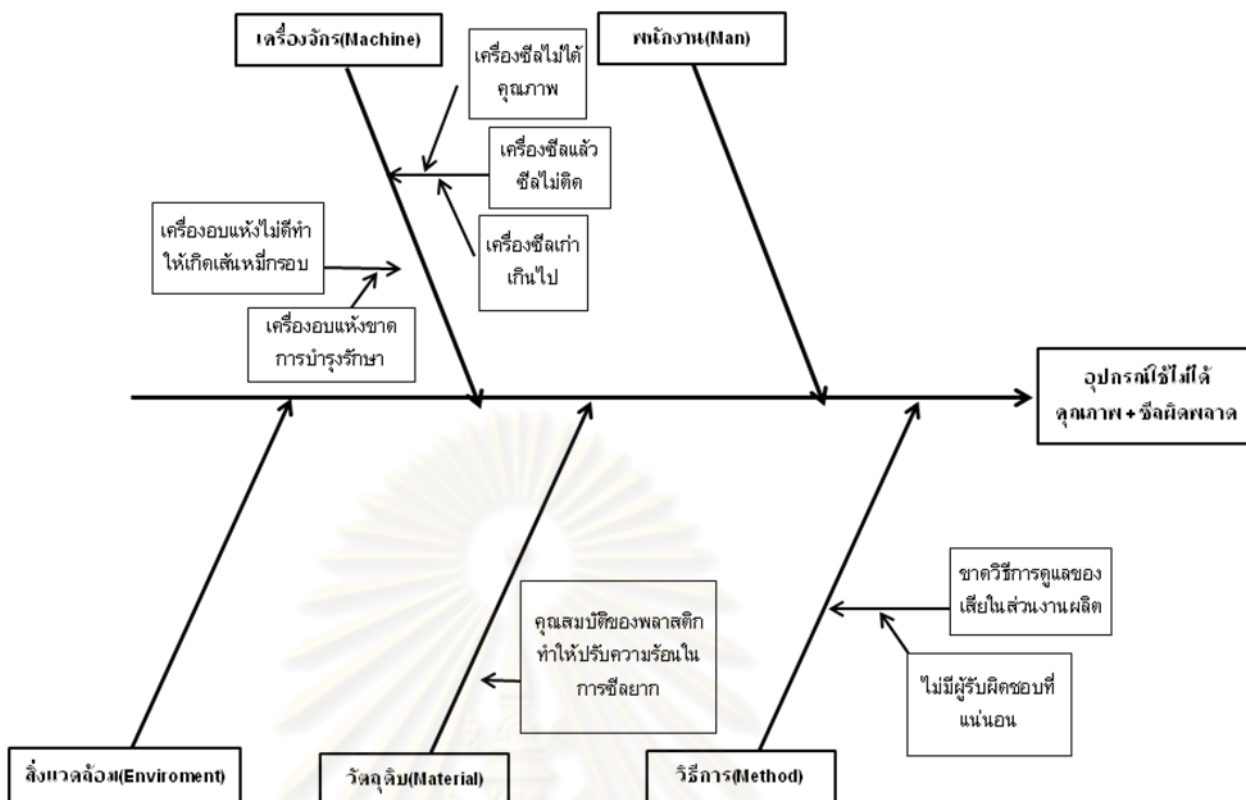 เครื่องจักร(Machine)
พนักงาน(Man)
เครื่องซีลไม่ได้
คุณภาพ
เครื่องซีลแล้ว
ซีลไม่ติด
เครื่องซีลเก่า
เกินไป
เครื่องอบแห้งไม่ดีทำ
ให้เกิดเส้นหมี่กรอบ
เครื่องอบแห้งขาด
การบำรุงรักษา
อุปกรณ์ใช้ไม่ได้
คุณภาพ + ซีลผิดพลาด
ขาดวิธีการดูแลของ
เสียในส่วนงานผลิต
ไม่มีผู้รับผิดชอบที่
แน่นอน
คุณสมบัติของพลาสติก
ทำให้ปรับความร้อนใน
การซีลยาก
สิ่งแวดล้อม(Enviroment)
วัตถุดิบ(Material)
วิธีการ(Method)